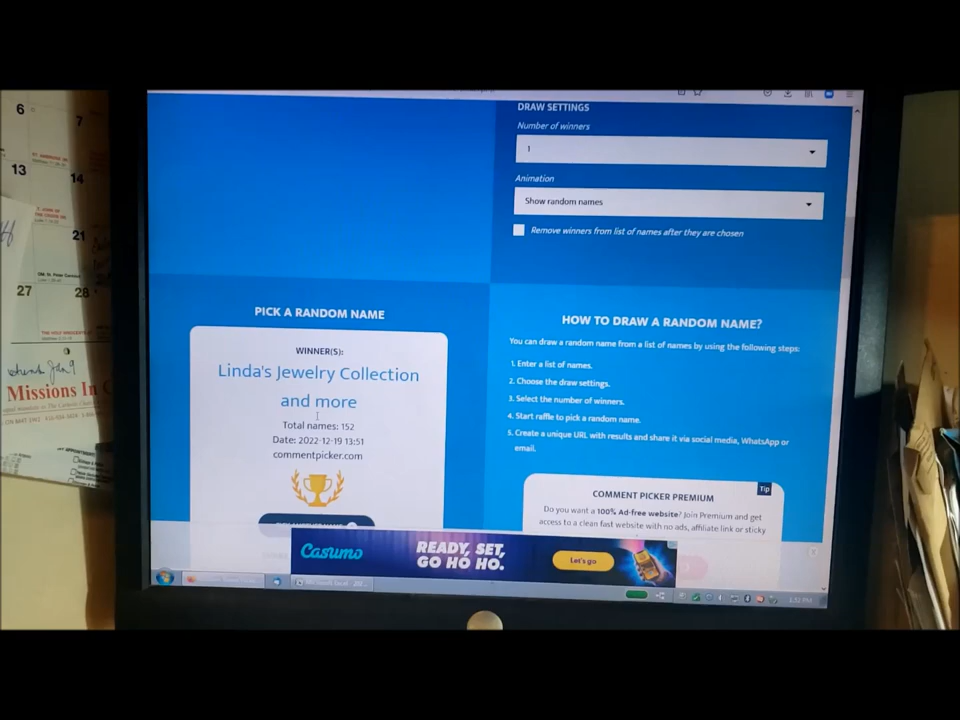 6
7
13
14
21
27
28
Missions In
DRAW SETTINGS
Number of winners
1
Animation
Show random names
Remove winners from list of names after they are chosen
PICK A RANDOM NAME
WINNER(S):
Linda's Jewelry Collection
and more
Total names: 152
Date: 2022-12-19 13:51
commentpicker.com
HOW TO DRAW A RANDOM NAME?
You can draw a random name from a list of names by using the following steps:
1. Enter a list of names.
2. Choose the draw settings.
3. Select the number of winners.
4. Start raffle to pick a random name.
5. Create a unique URL with results and share it via social media, WhatsApp or
email.
Tip
COMMENT PICKER PREMIUM
Do you want a 100% Ad-free website? Join Premium and get
access to a clean fast website with no ads, affiliate link or sticky
Casumo
READY, SET,
GO HO HO.
Let's go